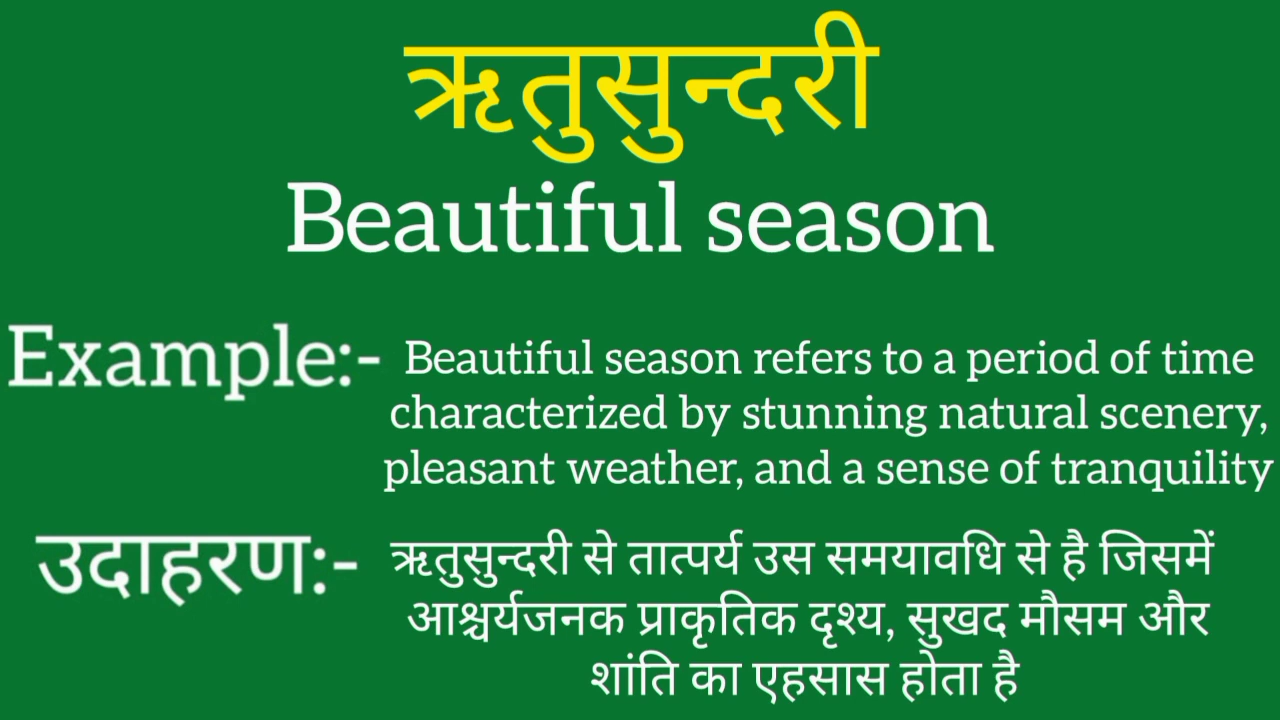 ऋतुसुन्दरी
Beautiful season
Example:- Beautiful season refers to a period of time
characterized by stunning natural scenery,
pleasant weather, and a sense of tranquility
उदाहरण:- ऋतुसुन्दरी से तात्पर्य उस समयावधि से है जिसमें
आश्चर्यजनक प्राकृतिक दृश्य, सुखद मौसम और
शांति का एहसास होता है